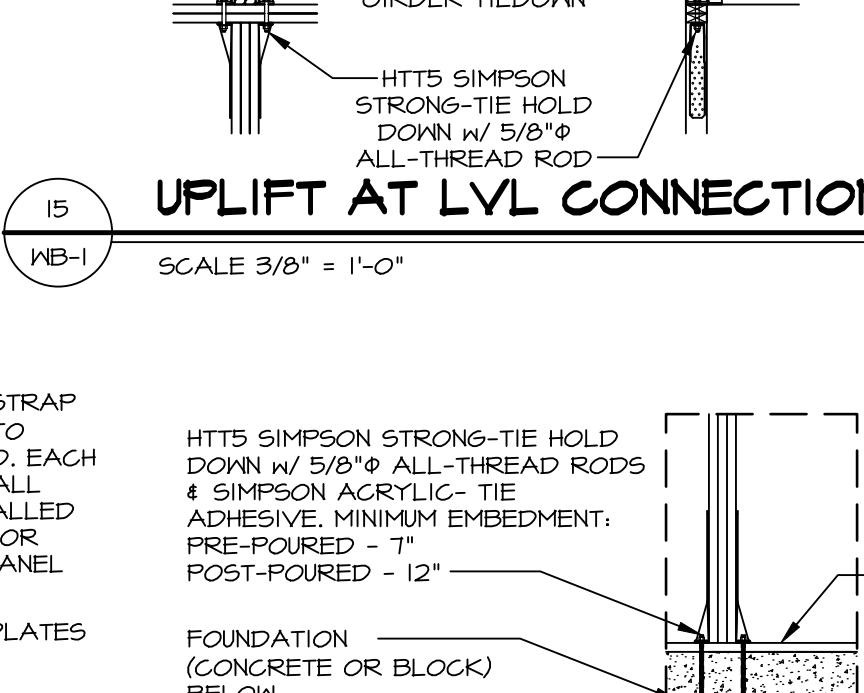 GIRDER TIEDOWN
HTT5 SIMPSON
STRONG-TIE HOLD
DOWN w/ 5/8"Φ
ALL-THREAD ROD
15
WB-1
UPLIFT AT LVL CONNECTION
SCALE 3/8" = 1'-0"
STRAP
TO
D. EACH
ALL
ALLED
OR
ANEL
PLATES
HTT5 SIMPSON STRONG-TIE HOLD
DOWN w/ 5/8"Φ ALL-THREAD RODS
& SIMPSON ACRYLIC- TIE
ADHESIVE. MINIMUM EMBEDMENT:
PRE-POURED - 7"
POST-POURED - 12"
FOUNDATION
(CONCRETE OR BLOCK)
BELOW